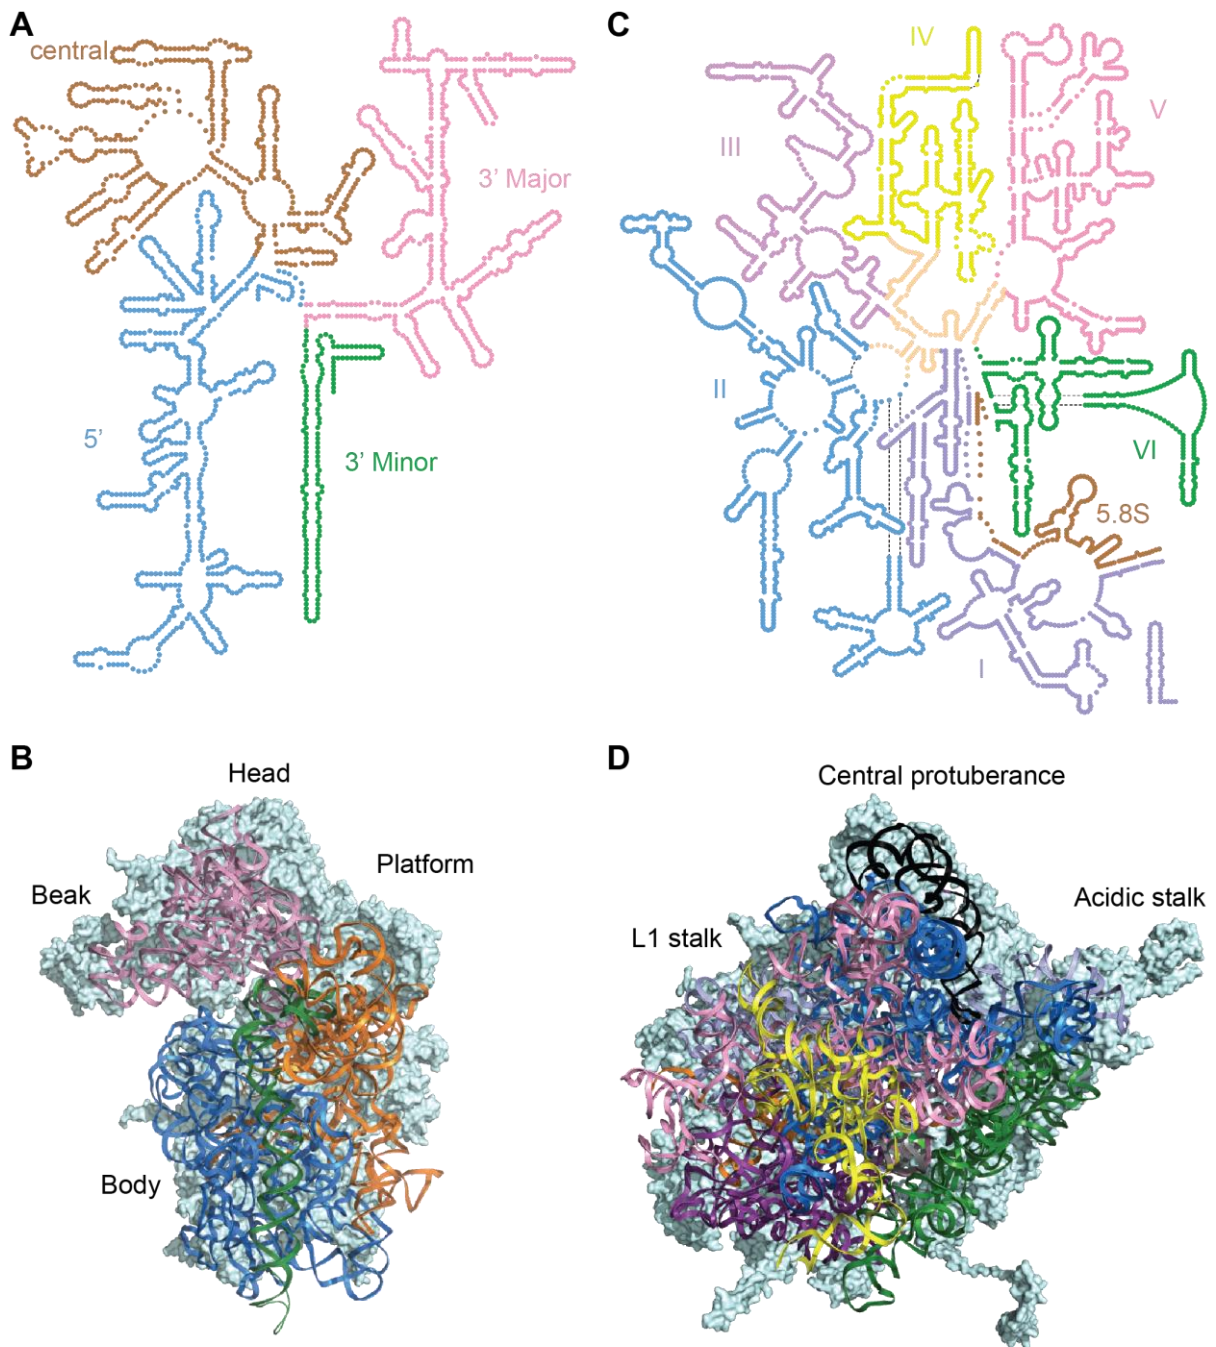 A
central
3’ Major
5’
3’ Minor
C
IV
V
III
II
VI
5.8S
I
B
Head
Platform
Beak
Body
D
Central protuberance
Acidic stalk
L1 stalk